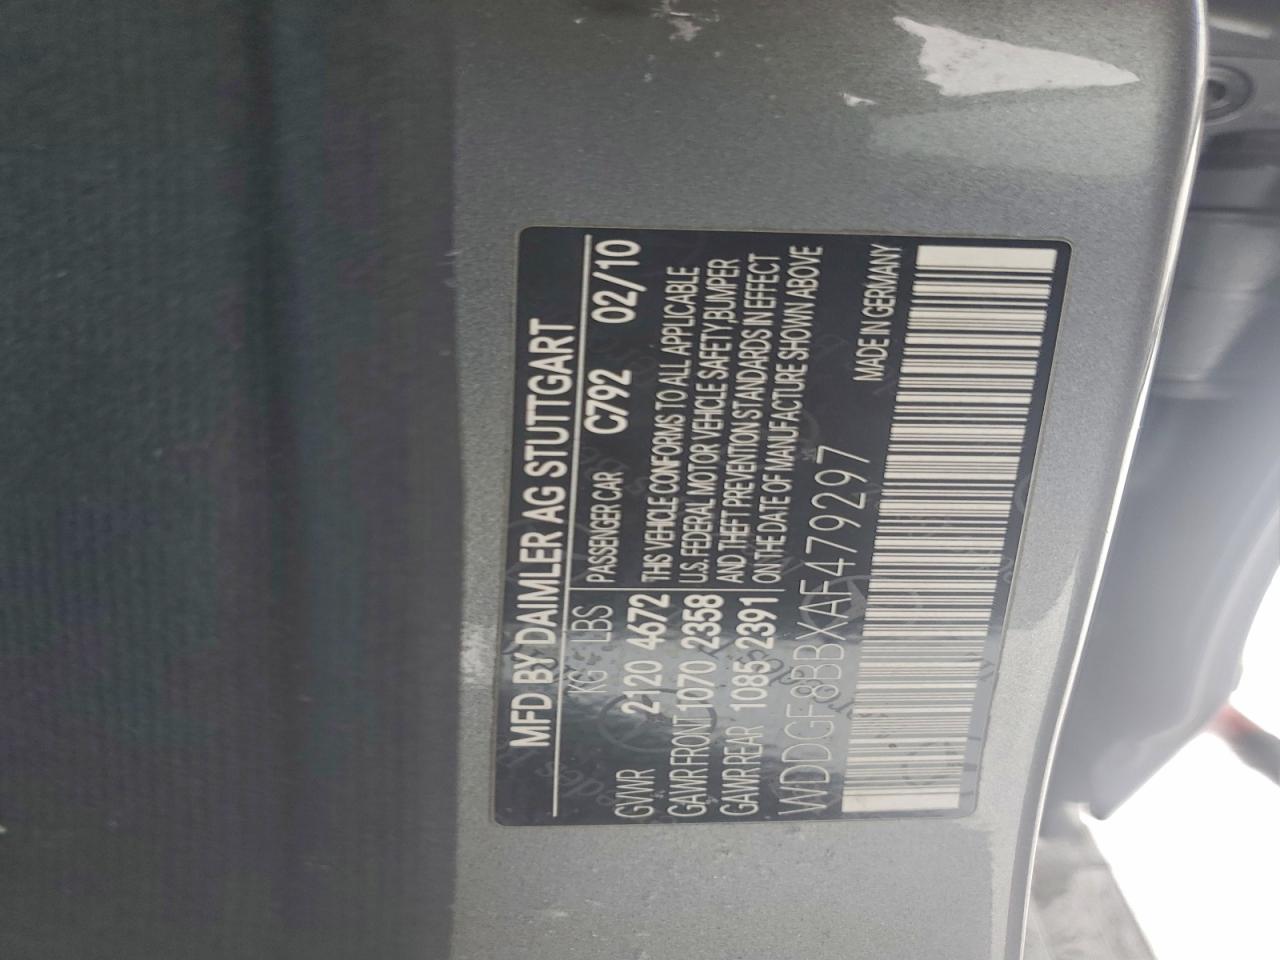 MFD BY DAIMLER AG STUTTGART
KG LBS PASSENGER CAR C792 02/10
GVWR 2120 4672 THIS VEHICLE CONFORMS TO ALL APPLICABLE
GAWR FRONT 1070 2358 U.S. FEDERAL MOTOR VEHICLE SAFETY,BUMPER
GAWR REAR 1085 2391 AND THEFT PREVENTION STANDARDS IN EFFECT
ON THE DATE OF MANUFACTURE SHOWN ABOVE
WDDGF8BBXAF479297
MADE IN GERMANY